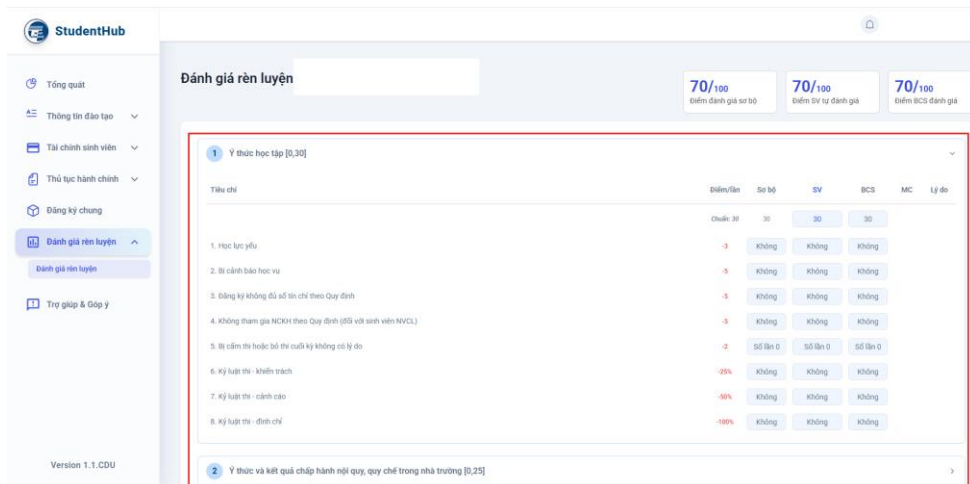 StudentHub
Tổng quát
Thông tin đào tạo
Tài chính sinh viên
Thủ tục hành chính
Đăng ký chung
Đánh giá rèn luyện
Đánh giá rèn luyện
Trợ giúp & Góp ý
Version 1.1.CDU
Đánh giá rèn luyện
70/100
Điểm đánh giá sơ bộ
70/100
Điểm SV tự đánh giá
70/100
Điểm BCS đánh giá
1 Ý thức học tập [0,30]
Tiêu chí Điểm/lần Sơ bộ SV BCS MC Lý do
Chuẩn: 30 30 30 30
1. Học lực yếu -3 Không Không Không
2. Bị cảnh báo học vụ -5 Không Không Không
3. Đăng ký không đủ số tín chỉ theo Quy định -5 Không Không Không
4. Không tham gia NCKH theo Quy định (đối với sinh viên NVCL) -5 Không Không Không
5. Bị cấm thi hoặc bỏ thi cuối kỳ không có lý do -2 Số lần 0 Số lần 0 Số lần 0
6. Kỷ luật thi - khiển trách -25% Không Không Không
7. Kỷ luật thi - cảnh cáo -50% Không Không Không
8. Kỷ luật thi - đình chỉ -100% Không Không Không
2 Ý thức và kết quả chấp hành nội quy, quy chế trong nhà trường [0,25]